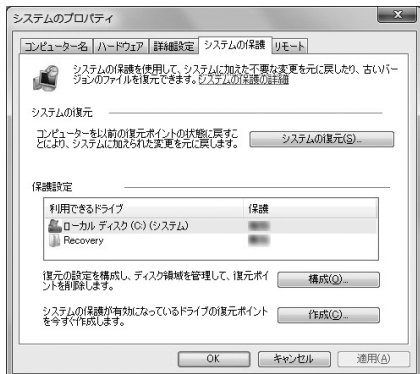 システムのプロパティ
コンピューター名 ハードウェア 詳細設定 システムの保護 リモート
システムの保護を使用して、システムに加えた不要な変更を元に戻したり、古いバー
ジョンのファイルを復元できます。システムの保護の詳細
システムの復元
コンピューターを以前の復元ポイントの状態に戻すこ
とにより、システムに加えられた変更を元に戻します。
システムの復元(S)...
保護設定
利用できるドライブ 保護
ローカル ディスク (C:) (システム)
Recovery
復元の設定を構成し、ディスク領域を管理して、復元ポイ
ントを削除します。
構成(O)...
システムの保護が有効になっているドライブの復元ポイント
を今すぐ作成します。
作成(C)...
OK キャンセル 適用(A)